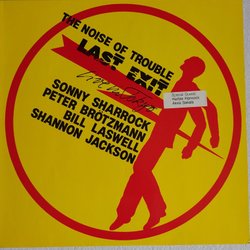 THE NOISE OF TROUBLE
LAST EXIT
SONNY SHARROCK
PETER BROTZMANN
BILL LASWELL
SHANNON JACKSON
Special Guests:
Herbie Hancock
Akira Sakata